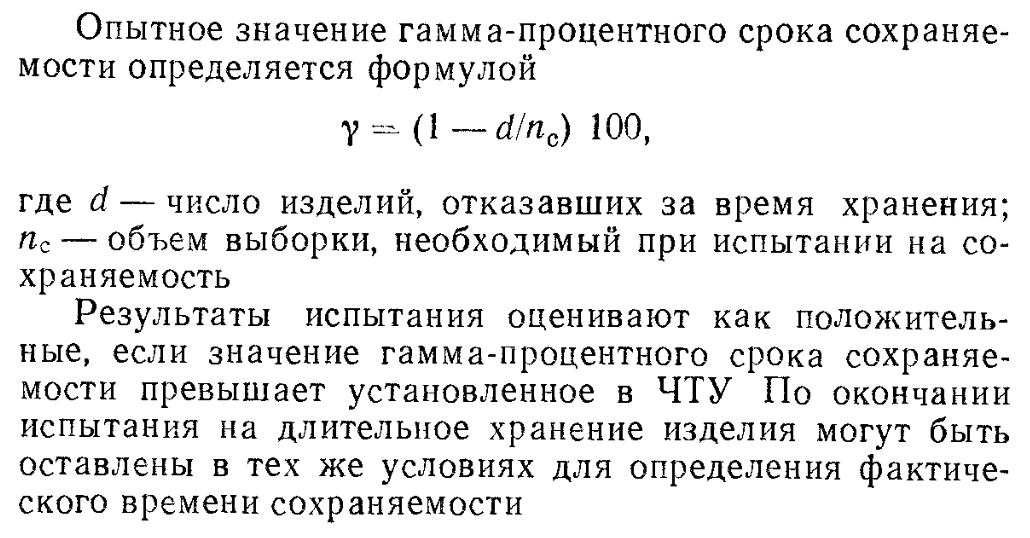 Опытное значение гамма-процентного срока сохраняе-
мости определяется формулой
γ = (1 — d/nс) 100,
где d — число изделий, отказавших за время хранения;
nс — объем выборки, необходимый при испытании на со-
храняемость
Результаты испытания оценивают как положитель-
ные, если значение гамма-процентного срока сохраняе-
мости превышает установленное в ЧТУ По окончании
испытания на длительное хранение изделия могут быть
оставлены в тех же условиях для определения фактиче-
ского времени сохраняемости